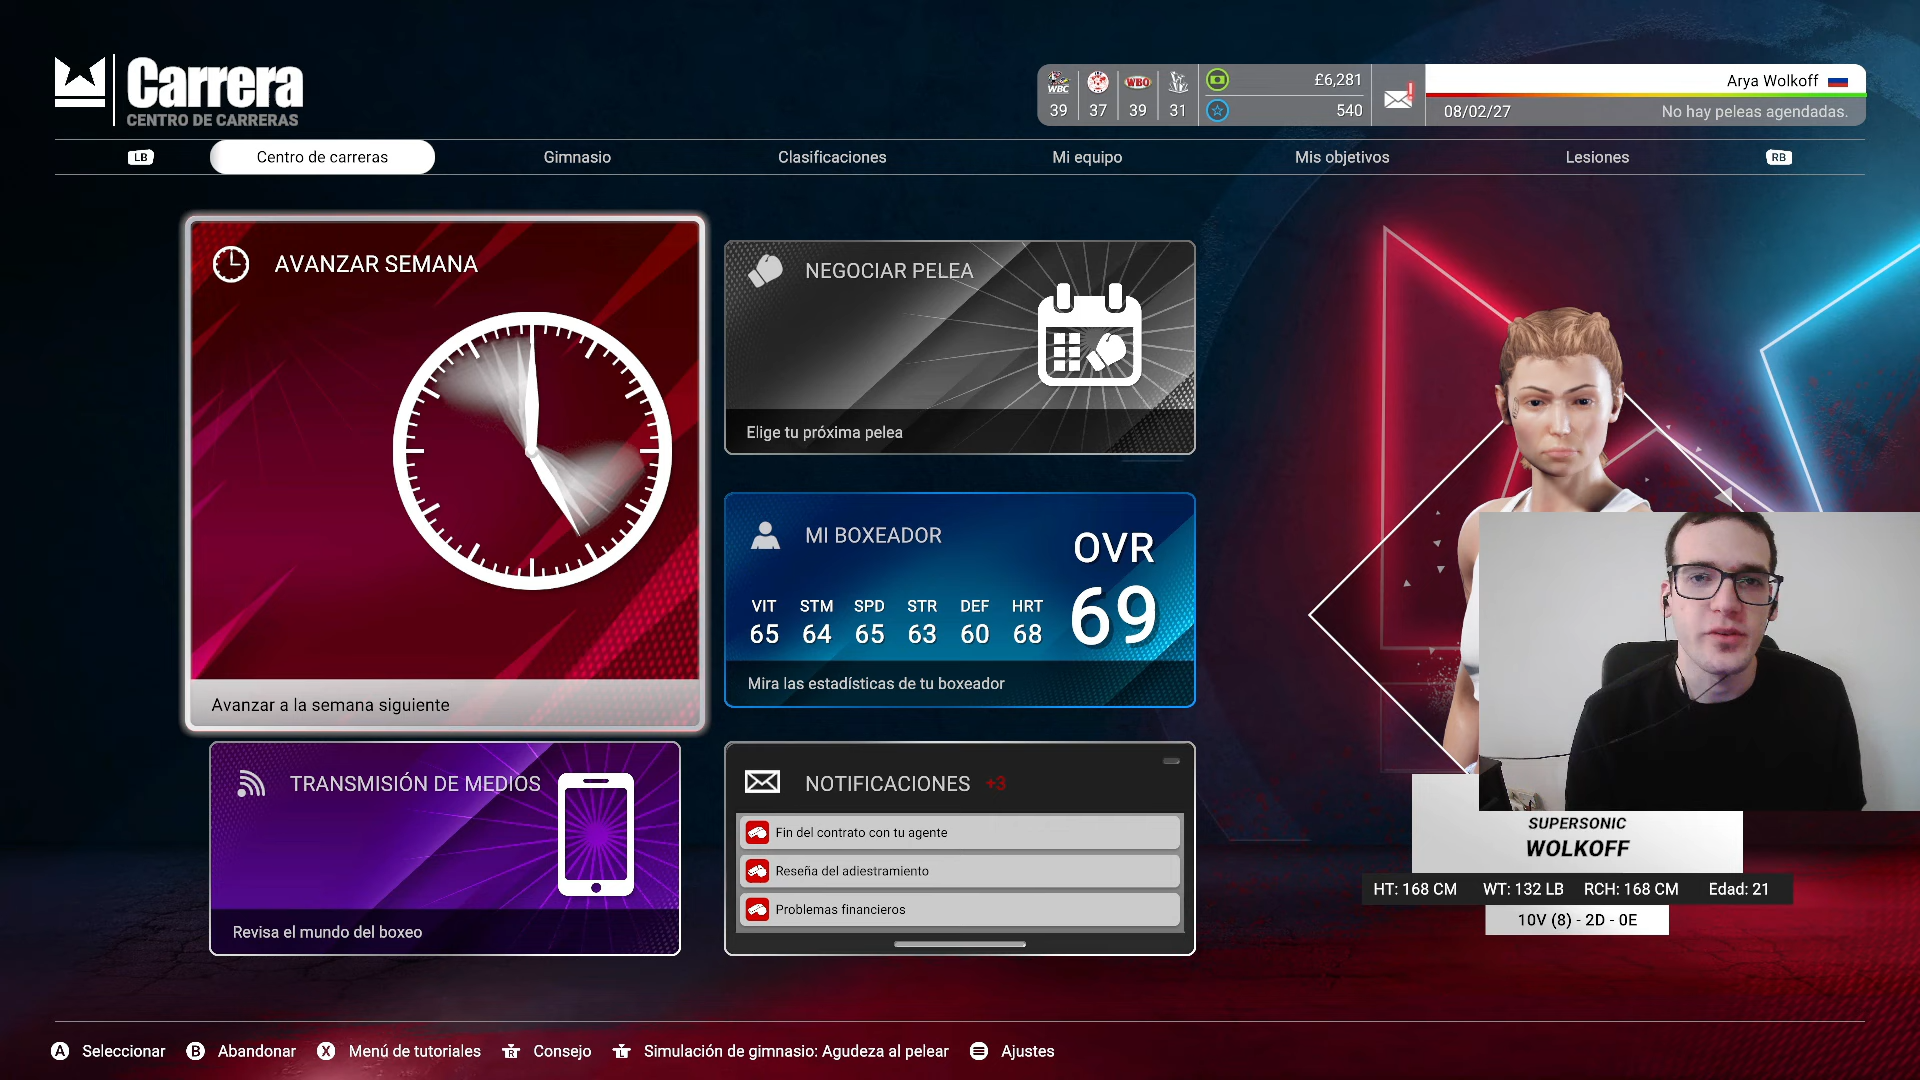 Carrera
CENTRO DE CARRERAS
WBC
39
37
WBO
39
31
£6,281
540
Arya Wolkoff
08/02/27
No hay peleas agendadas.
LB
Centro de carreras
Gimnasio
Clasificaciones
Mi equipo
Mis objetivos
Lesiones
RB
AVANZAR SEMANA
Avanzar a la semana siguiente
NEGOCIAR PELEA
Elige tu próxima pelea
MI BOXEADOR
OVR
69
VIT STM SPD STR DEF HRT
65 64 65 63 60 68
Mira las estadísticas de tu boxeador
TRANSMISIÓN DE MEDIOS
Revisa el mundo del boxeo
NOTIFICACIONES +3
Fin del contrato con tu agente
Reseña del adiestramiento
Problemas financieros
SUPERSONIC
WOLKOFF
HT: 168 CM WT: 132 LB RCH: 168 CM Edad: 21
10V (8) - 2D - 0E
A Seleccionar B Abandonar X Menú de tutoriales R Consejo L Simulación de gimnasio: Agudeza al pelear Ajustes